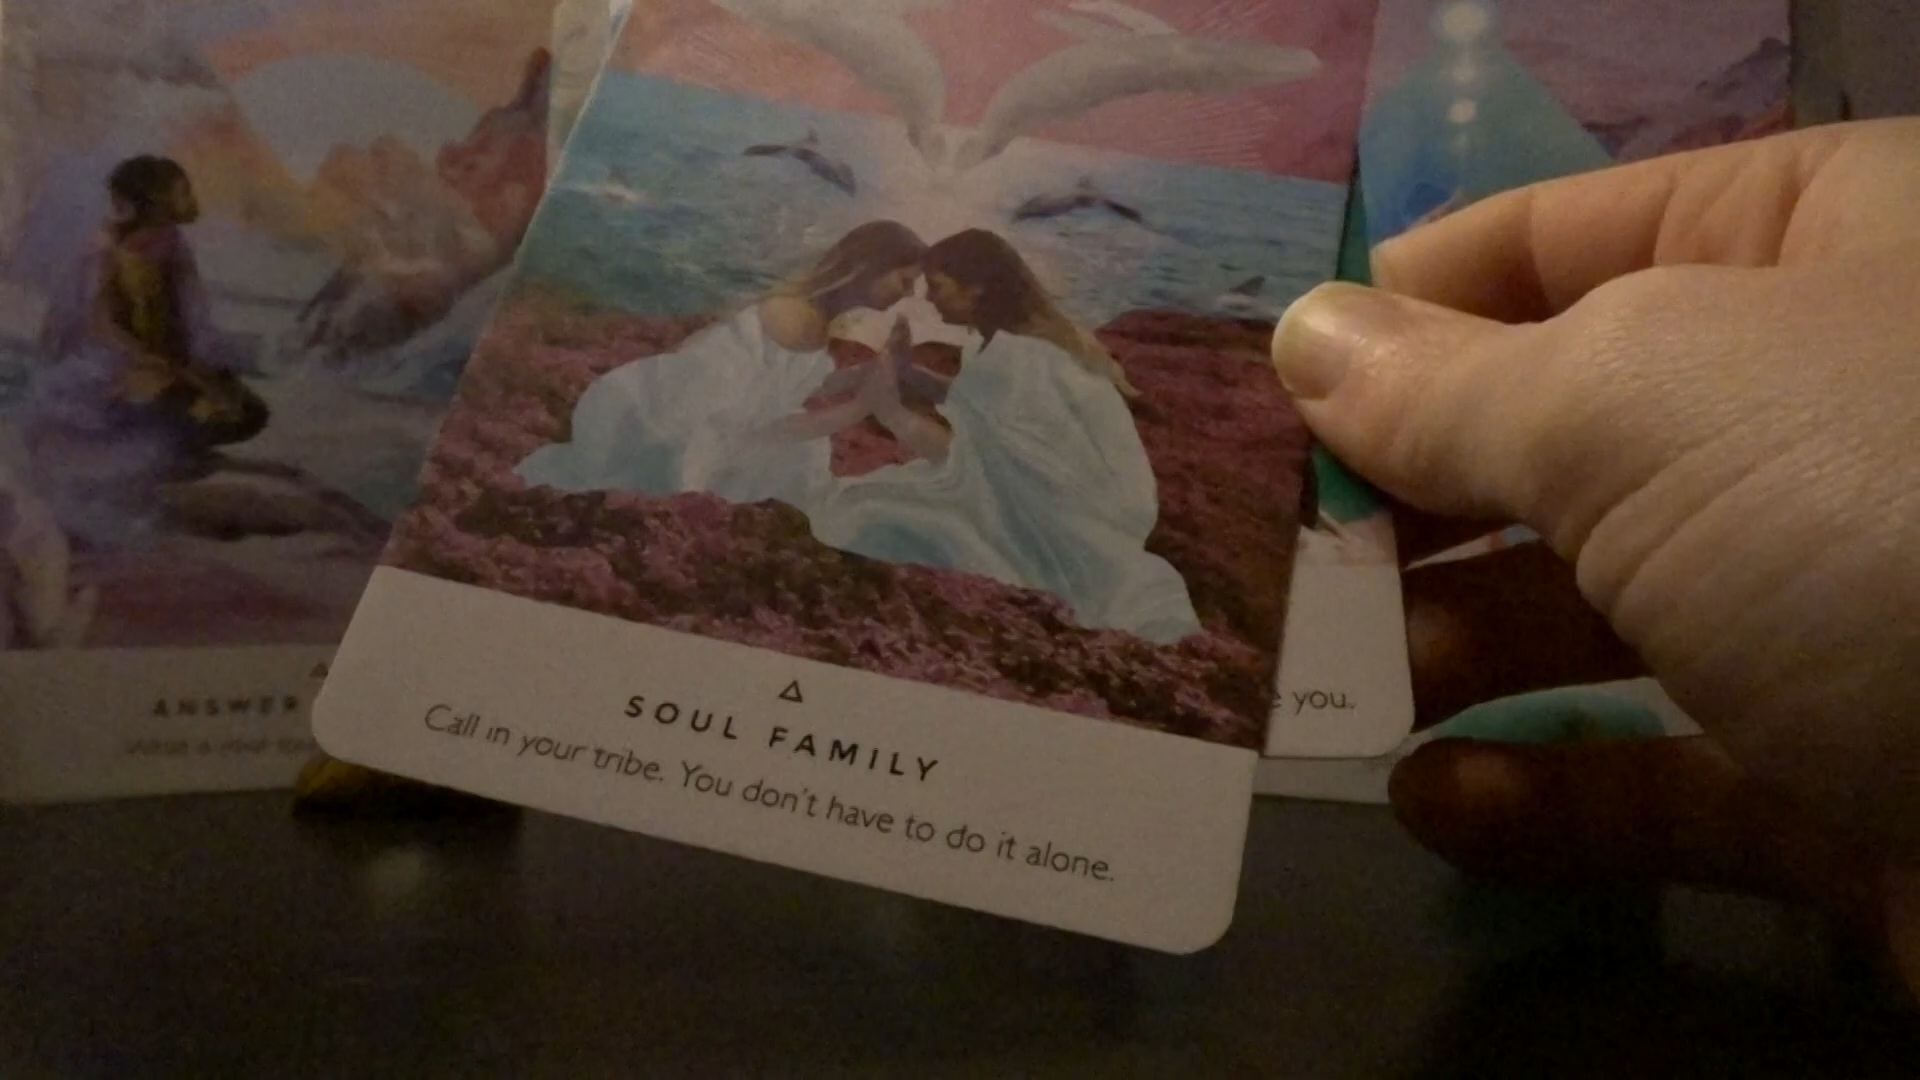 ANSWER
SOUL FAMILY
Call in your tribe. You don't have to do it alone.
you.